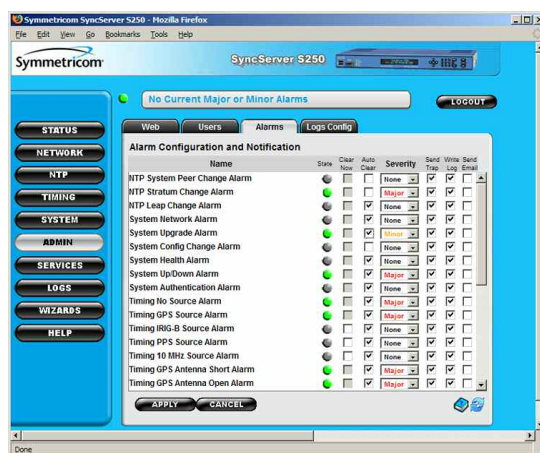 Symmetricom SyncServer S250 - Mozilla Firefox
File Edit View Go Bookmarks Tools Help
Symmetricom
SyncServer S250
No Current Major or Minor Alarms
LOGOUT
STATUS
NETWORK
NTP
TIMING
SYSTEM
ADMIN
SERVICES
LOGS
WIZARDS
HELP
Web Users Alarms Logs Config
Alarm Configuration and Notification
Name State Clear Now Auto Clear Severity Send Trap Write Log Send Email
NTP System Peer Change Alarm None
NTP Stratum Change Alarm Major
NTP Leap Change Alarm None
System Network Alarm None
System Upgrade Alarm Minor
System Config Change Alarm None
System Health Alarm None
System Up/Down Alarm Major
System Authentication Alarm None
Timing No Source Alarm Major
Timing GPS Source Alarm Major
Timing IRIG-B Source Alarm None
Timing PPS Source Alarm None
Timing 10 MHz Source Alarm None
Timing GPS Antenna Short Alarm Major
Timing GPS Antenna Open Alarm Major
APPLY CANCEL
Done